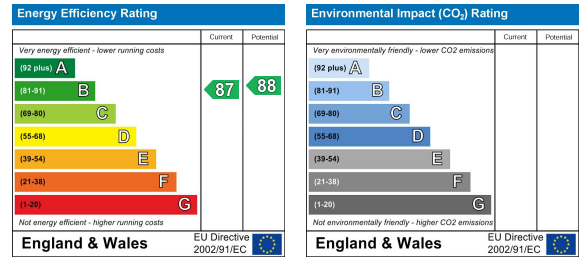 Energy Efficiency Rating
Current Potential
Very energy efficient - lower running costs
(92 plus) A
(81-91) B
(69-80) C
(55-68) D
(39-54) E
(21-38) F
(1-20) G
87
88
Not energy efficient - higher running costs
England & Wales
EU Directive
2002/91/EC
Environmental Impact (CO₂) Rating
Current Potential
Very environmentally friendly - lower CO2 emissions
(92 plus) A
(81-91) B
(69-80) C
(55-68) D
(39-54) E
(21-38) F
(1-20) G
Not environmentally friendly - higher CO2 emissions
England & Wales
EU Directive
2002/91/EC